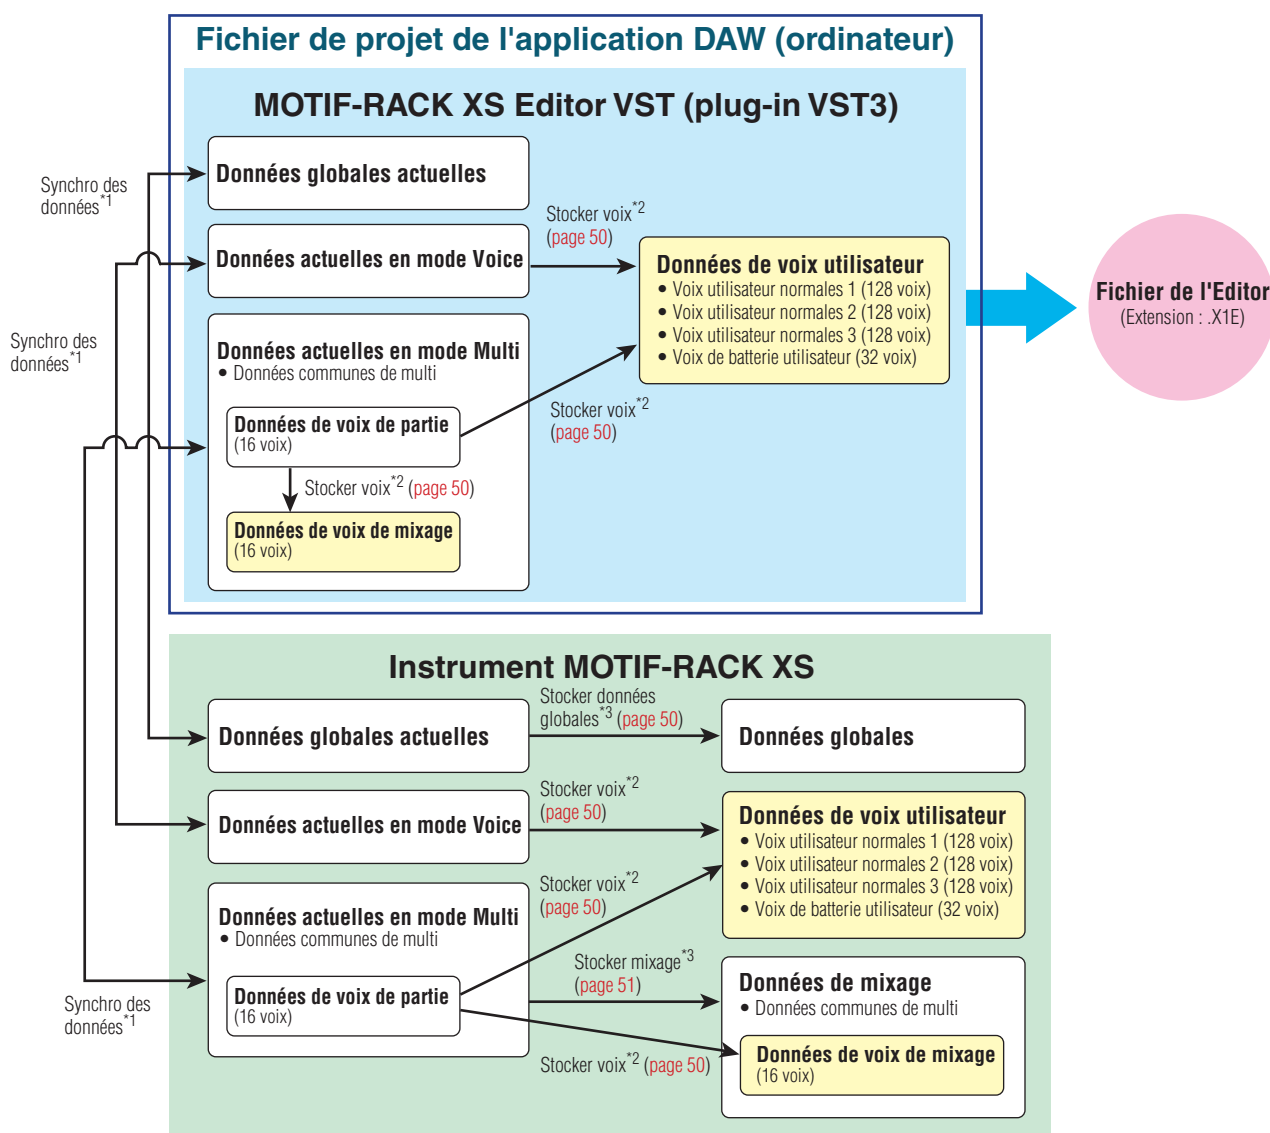 Fichier de projet de l'application DAW (ordinateur)
MOTIF-RACK XS Editor VST (plug-in VST3)
Données globales actuelles
Synchro des
données*1
Stocker voix*2
(page 50)
Données actuelles en mode Voice
Données de voix utilisateur
• Voix utilisateur normales 1 (128 voix)
• Voix utilisateur normales 2 (128 voix)
• Voix utilisateur normales 3 (128 voix)
• Voix de batterie utilisateur (32 voix)
Fichier de l'Editor
(Extension : .X1E)
Synchro des
données*1
Données actuelles en mode Multi
• Données communes de multi
Données de voix de partie
(16 voix)
Stocker voix*2
(page 50)
Stocker voix*2 (page 50)
Données de voix de mixage
(16 voix)
Instrument MOTIF-RACK XS
Données globales actuelles
Stocker données
globales*3 (page 50)
Données globales
Données actuelles en mode Voice
Stocker voix*2
(page 50)
Données de voix utilisateur
• Voix utilisateur normales 1 (128 voix)
• Voix utilisateur normales 2 (128 voix)
• Voix utilisateur normales 3 (128 voix)
• Voix de batterie utilisateur (32 voix)
Stocker voix*2
(page 50)
Données actuelles en mode Multi
• Données communes de multi
Données de voix de partie
(16 voix)
Stocker mixage*3
(page 51)
Données de mixage
• Données communes de multi
Données de voix de mixage
(16 voix)
Stocker voix*2 (page 50)
Synchro des
données*1